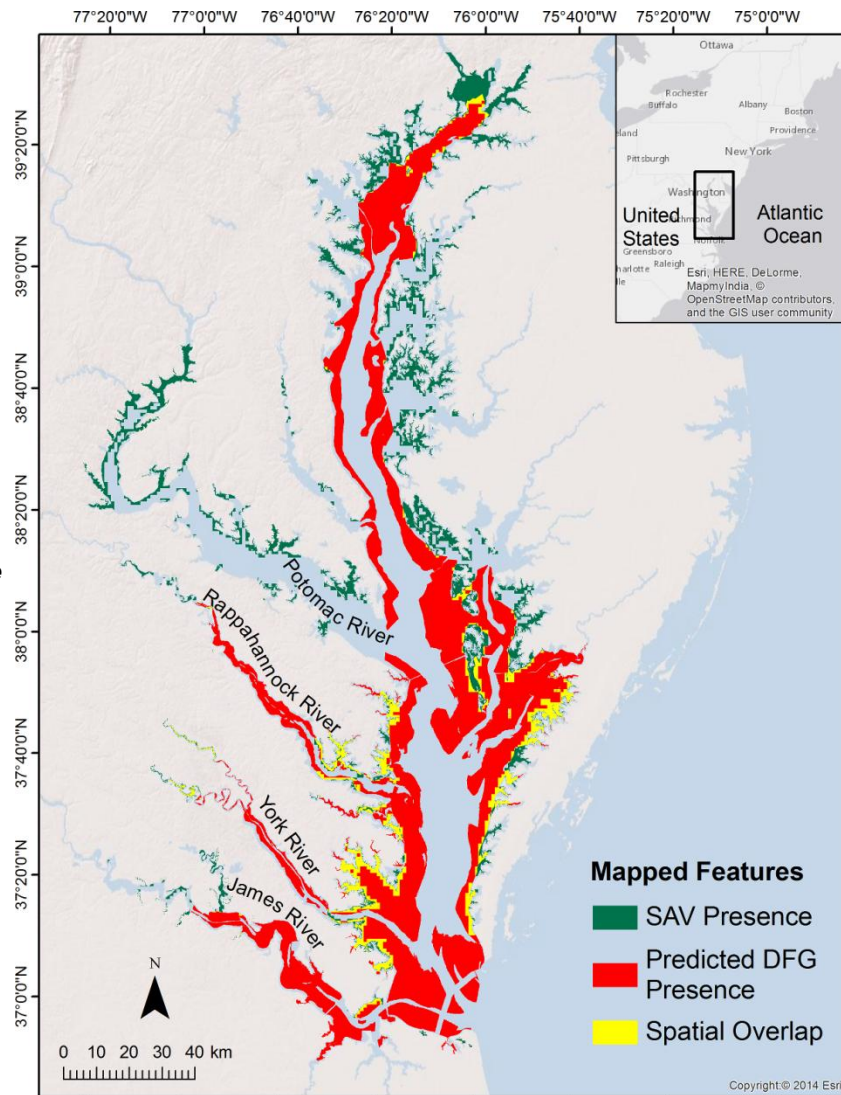 77°20'0"W 77°0'0"W 76°40'0"W 76°20'0"W 76°0'0"W 75°40'0"W 75°20'0"W 75°0'0"W
39°20'0"N
39°0'0"N
38°40'0"N
38°20'0"N
38°0'0"N
37°40'0"N
37°20'0"N
37°0'0"N
Ottawa
Rochester
Buffalo
Albany
Boston
Providence
eland
Pittsburgh
New York
Washington
United
States
Atlantic
Ocean
Norfolk
Greensboro
Raleigh
harlotte
lle
Esri, HERE, DeLorme,
MapmyIndia, ©
OpenStreetMap contributors,
and the GIS user community
Potomac River
Rappahannock River
York River
James River
N
0 10 20 30 40 km
Mapped Features
SAV Presence
Predicted DFG
Presence
Spatial Overlap
Copyright:© 2014 Esri